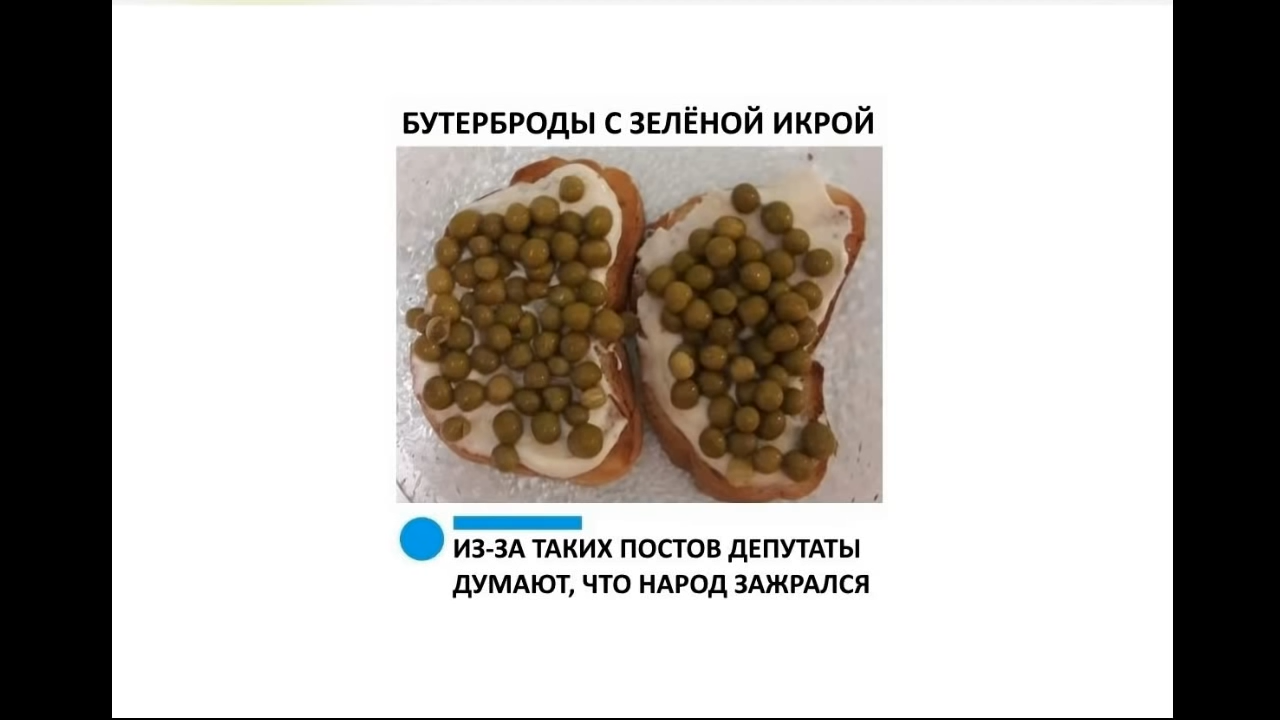 БУТЕРБРОДЫ С ЗЕЛЁНОЙ ИКРОЙ
ИЗ-ЗА ТАКИХ ПОСТОВ ДЕПУТАТЫ
ДУМАЮТ, ЧТО НАРОД ЗАЖРАЛСЯ